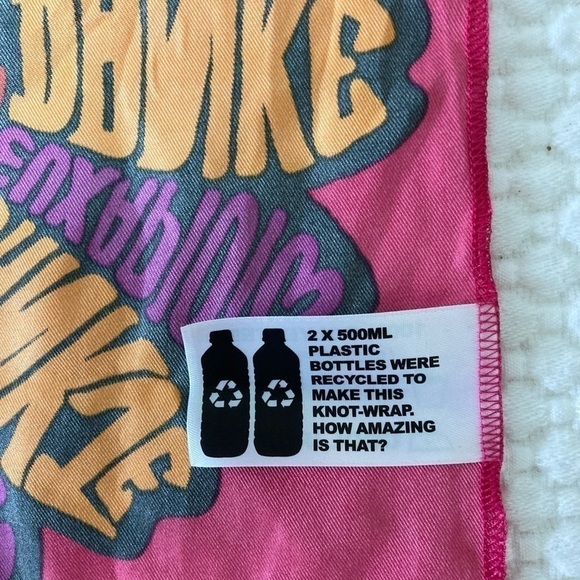 DANKE
2 X 500ML
PLASTIC
BOTTLES WERE
RECYCLED TO
MAKE THIS
KNOT-WRAP.
HOW AMAZING
IS THAT?